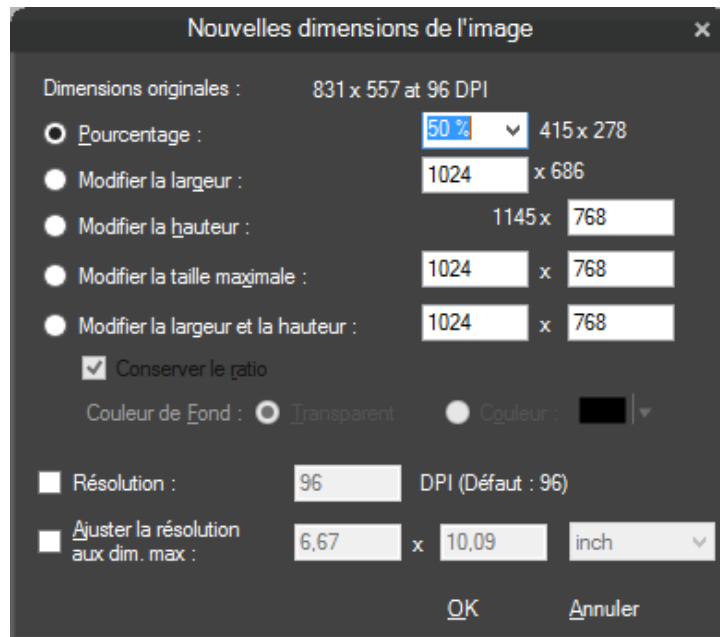 Nouvelles dimensions de l'image
Dimensions originales : 831 x 557 at 96 DPI
Pourcentage : 50 % 415 x 278
Modifier la largeur : 1024 x 686
Modifier la hauteur : 1145 x 768
Modifier la taille maximale : 1024 x 768
Modifier la largeur et la hauteur : 1024 x 768
Conserver le ratio
Couleur de Fond : Transparent Couleur :
Résolution : 96 DPI (Défaut : 96)
Ajuster la résolution
aux dim. max : 6,67 x 10,09 inch
OK Annuler